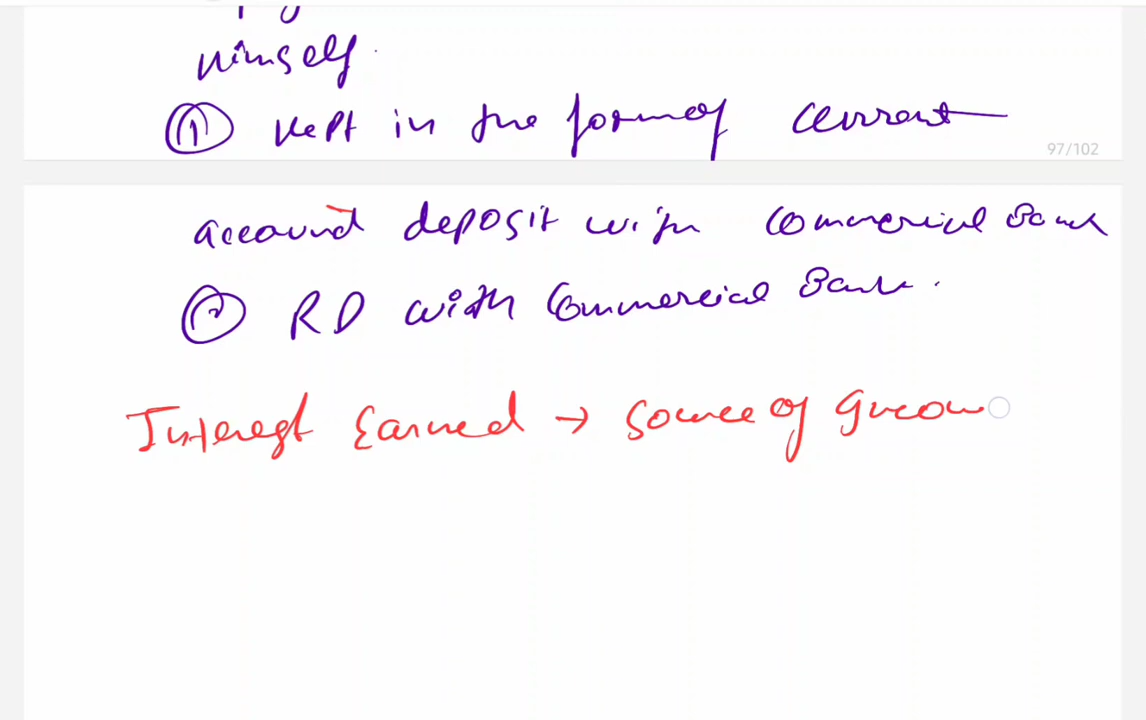 himself.
① Kept in the form of current
97/102
account deposit with Commercial Bank
② RD with Commercial Bank.
Interest Earned → Source of Incom